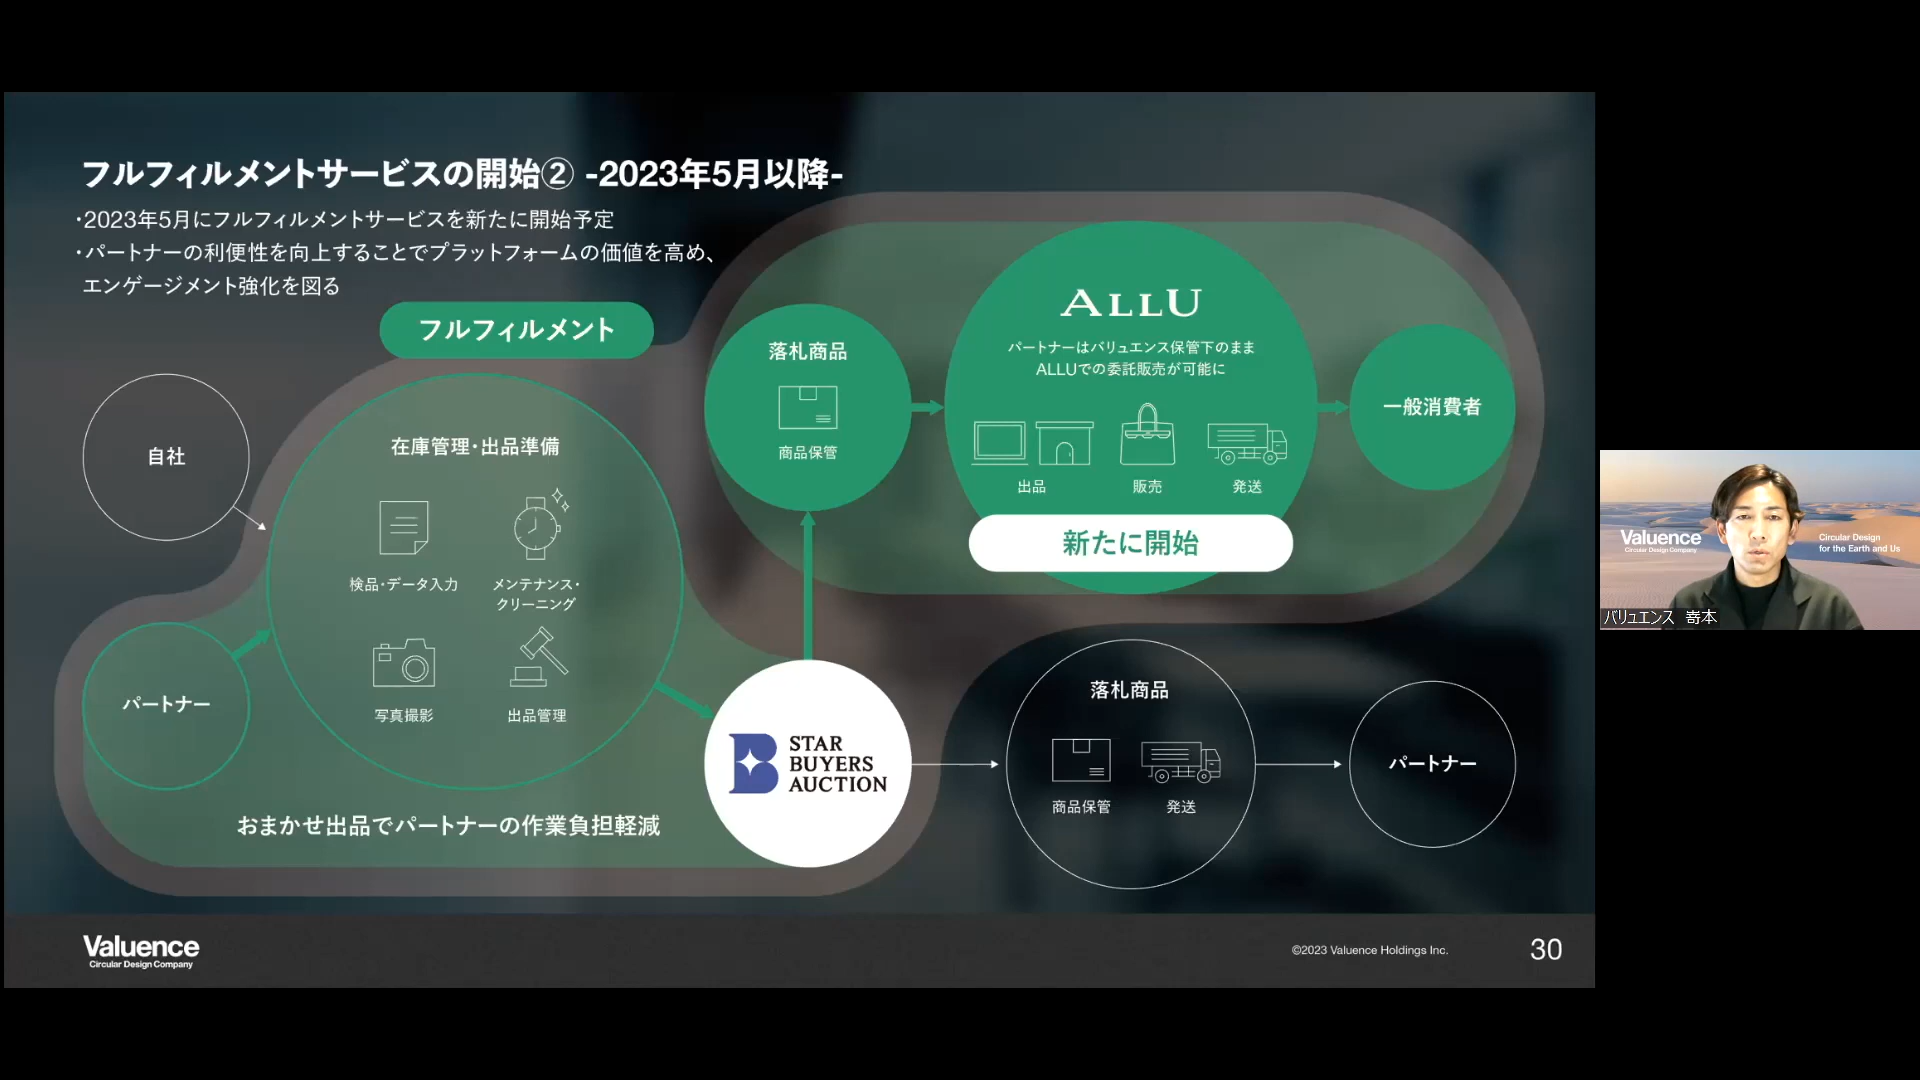 フルフィルメントサービスの開始② -2023年5月以降-
・2023年5月にフルフィルメントサービスを新たに開始予定
・パートナーの利便性を向上することでプラットフォームの価値を高め、
エンゲージメント強化を図る
フルフィルメント
自社
在庫管理・出品準備
検品・データ入力
メンテナンス・
クリーニング
写真撮影
出品管理
パートナー
おまかせ出品でパートナーの作業負担軽減
落札商品
商品保管
ALLU
パートナーはバリュエンス保管下のまま
ALLUでの委託販売が可能に
出品
販売
発送
新たに開始
一般消費者
STAR
BUYERS
AUCTION
落札商品
商品保管
発送
パートナー
Valuence
Circular Design Company
©2023 Valuence Holdings Inc.
30
Valuence
Circular Design Company
Circular Design
for the Earth and Us
バリュエンス 嵜本